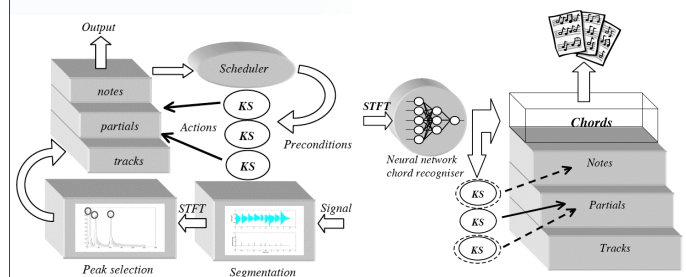 Output
Scheduler
notes
partials
tracks
KS
KS
KS
Actions
Preconditions
STFT
Signal
Peak selection
Segmentation
STFT
Neural network
chord recogniser
Chords
Notes
Partials
Tracks
KS
KS
KS